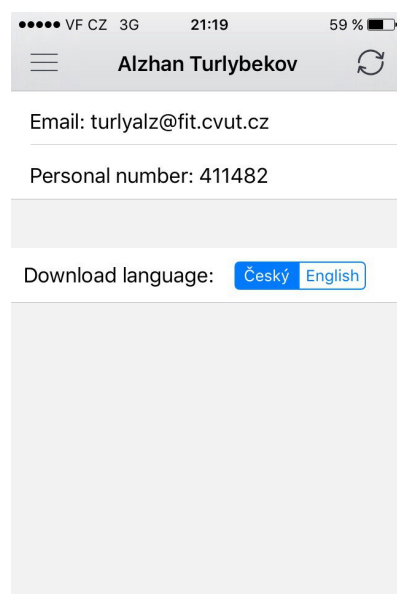 VF CZ 3G 21:19 59 %
Alzhan Turlybekov
Email: turlyalz@fit.cvut.cz
Personal number: 411482
Download language: Český English